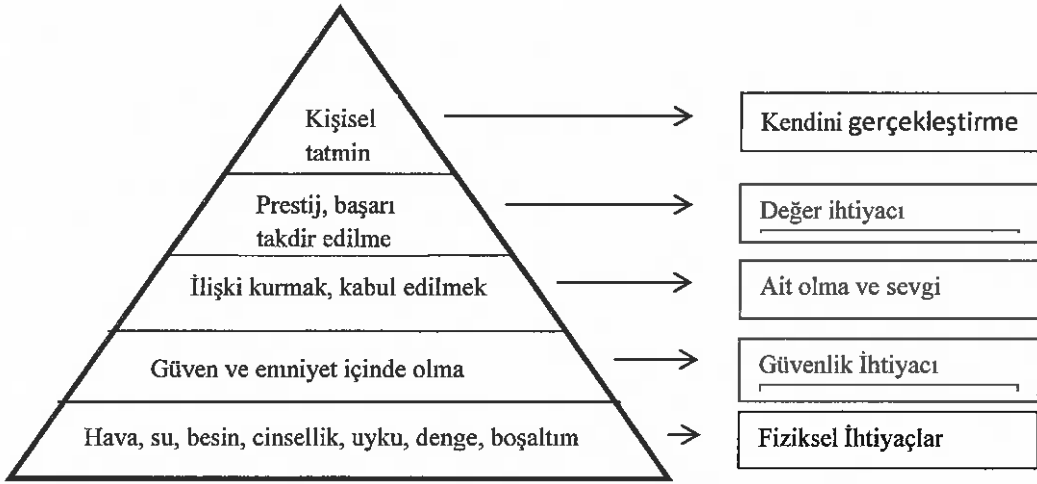 Kişisel
tatmin
Kendini gerçekleştirme
Prestij, başarı
takdir edilme
Değer ihtiyacı
İlişki kurmak, kabul edilmek
Ait olma ve sevgi
Güven ve emniyet içinde olma
Güvenlik İhtiyacı
Hava, su, besin, cinsellik, uyku, denge, boşaltım
Fiziksel İhtiyaçlar